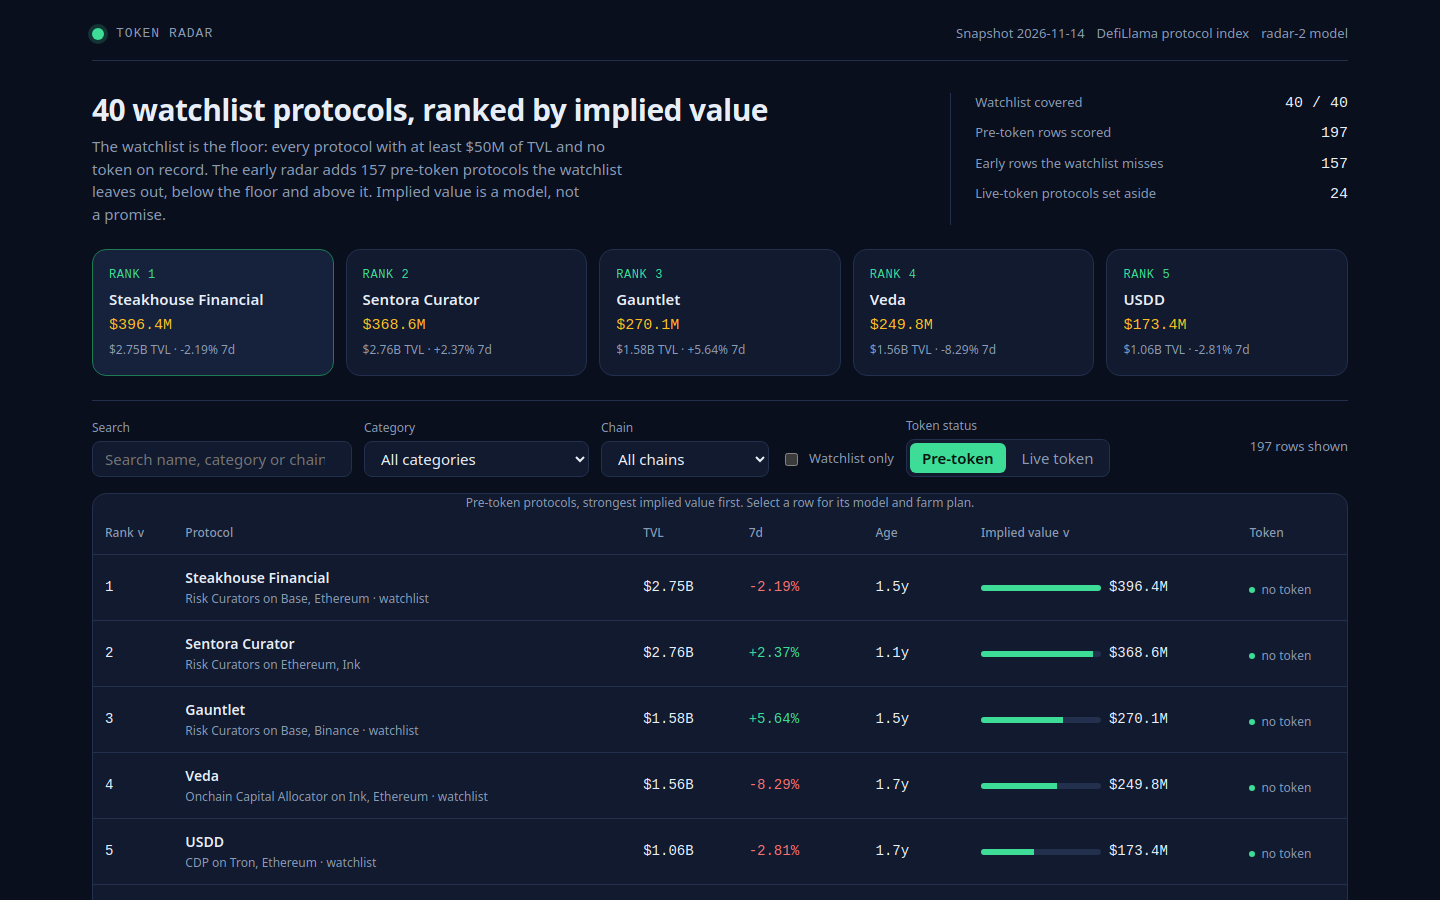 TOKEN RADAR
Snapshot 2026-11-14 DefiLlama protocol index radar-2 model
40 watchlist protocols, ranked by implied value
The watchlist is the floor: every protocol with at least $50M of TVL and no
token on record. The early radar adds 157 pre-token protocols the watchlist
leaves out, below the floor and above it. Implied value is a model, not
a promise.
Watchlist covered 40 / 40
Pre-token rows scored 197
Early rows the watchlist misses 157
Live-token protocols set aside 24
RANK 1
Steakhouse Financial
$396.4M
$2.75B TVL · -2.19% 7d
RANK 2
Sentora Curator
$368.6M
$2.76B TVL · +2.37% 7d
RANK 3
Gauntlet
$270.1M
$1.58B TVL · +5.64% 7d
RANK 4
Veda
$249.8M
$1.56B TVL · -8.29% 7d
RANK 5
USDD
$173.4M
$1.06B TVL · -2.81% 7d
Search
Search name, category or chain
Category
All categories
Chain
All chains
Watchlist only
Token status
Pre-token Live token
197 rows shown
Pre-token protocols, strongest implied value first. Select a row for its model and farm plan.
Rank v Protocol TVL 7d Age Implied value v Token
1 Steakhouse Financial $2.75B -2.19% 1.5y $396.4M no token
Risk Curators on Base, Ethereum · watchlist
2 Sentora Curator $2.76B +2.37% 1.1y $368.6M no token
Risk Curators on Ethereum, Ink
3 Gauntlet $1.58B +5.64% 1.5y $270.1M no token
Risk Curators on Base, Binance · watchlist
4 Veda $1.56B -8.29% 1.7y $249.8M no token
Onchain Capital Allocator on Ink, Ethereum · watchlist
5 USDD $1.06B -2.81% 1.7y $173.4M no token
CDP on Tron, Ethereum · watchlist